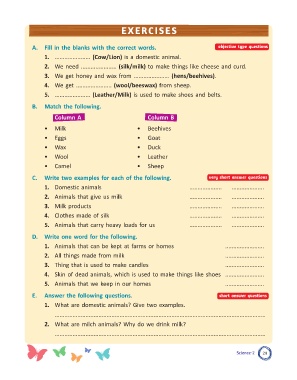 EXERCISES
A. Fill in the blanks with the correct words. objective type questions
1. ..................... (Cow/Lion) is a domestic animal.
2. We need ..................... (silk/milk) to make things like cheese and curd.
3. We get honey and wax from ..................... (hens/beehives).
4. We get ..................... (wool/beeswax) from sheep.
5. ..................... (Leather/Milk) is used to make shoes and belts.
B. Match the following.
Column A Column B
• Milk • Beehives
• Eggs • Goat
• Wax • Duck
• Wool • Leather
• Camel • Sheep
C. Write two examples for each of the following. very short answer questions
1. Domestic animals ..................... .....................
2. Animals that give us milk ..................... .....................
3. Milk products ..................... .....................
4. Clothes made of silk ..................... .....................
5. Animals that carry heavy loads for us ..................... .....................
D. Write one word for the following.
1. Animals that can be kept at farms or homes .....................
2. All things made from milk .....................
3. Thing that is used to make candles .....................
4. Skin of dead animals, which is used to make things like shoes .....................
5. Animals that we keep in our homes .....................
E. Answer the following questions. short answer questions
1. What are domestic animals? Give two examples.
2. What are milch animals? Why do we drink milk?
Science-2